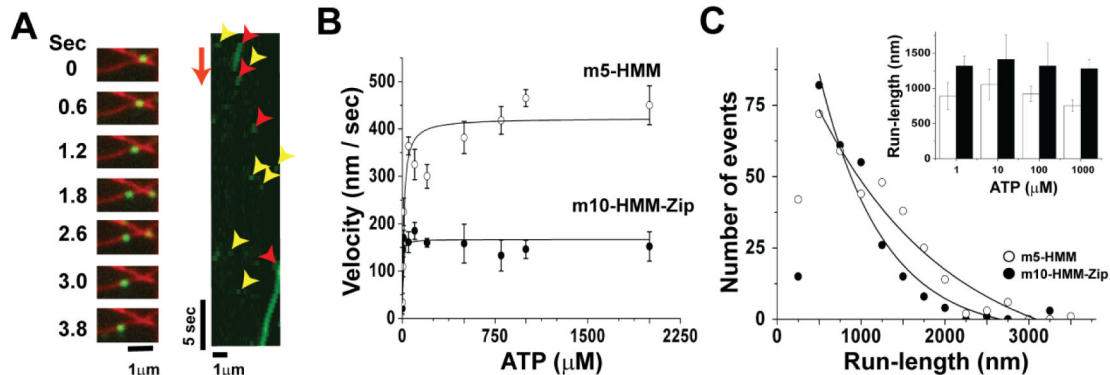 A
Sec
0
0.6
1.2
1.8
2.6
3.0
3.8
1μm
5 sec
1μm
B
Velocity (nm / sec)
500
400
300
200
100
0
m5-HMM
m10-HMM-Zip
0 750 1500 2250
ATP (μM)
C
Number of events
75
50
25
0
0 1000 2000 3000 4000
Run-length (nm)
m5-HMM
m10-HMM-Zip
Run-length (nm)
1500
1000
500
0
1 10 100 1000
ATP (μM)